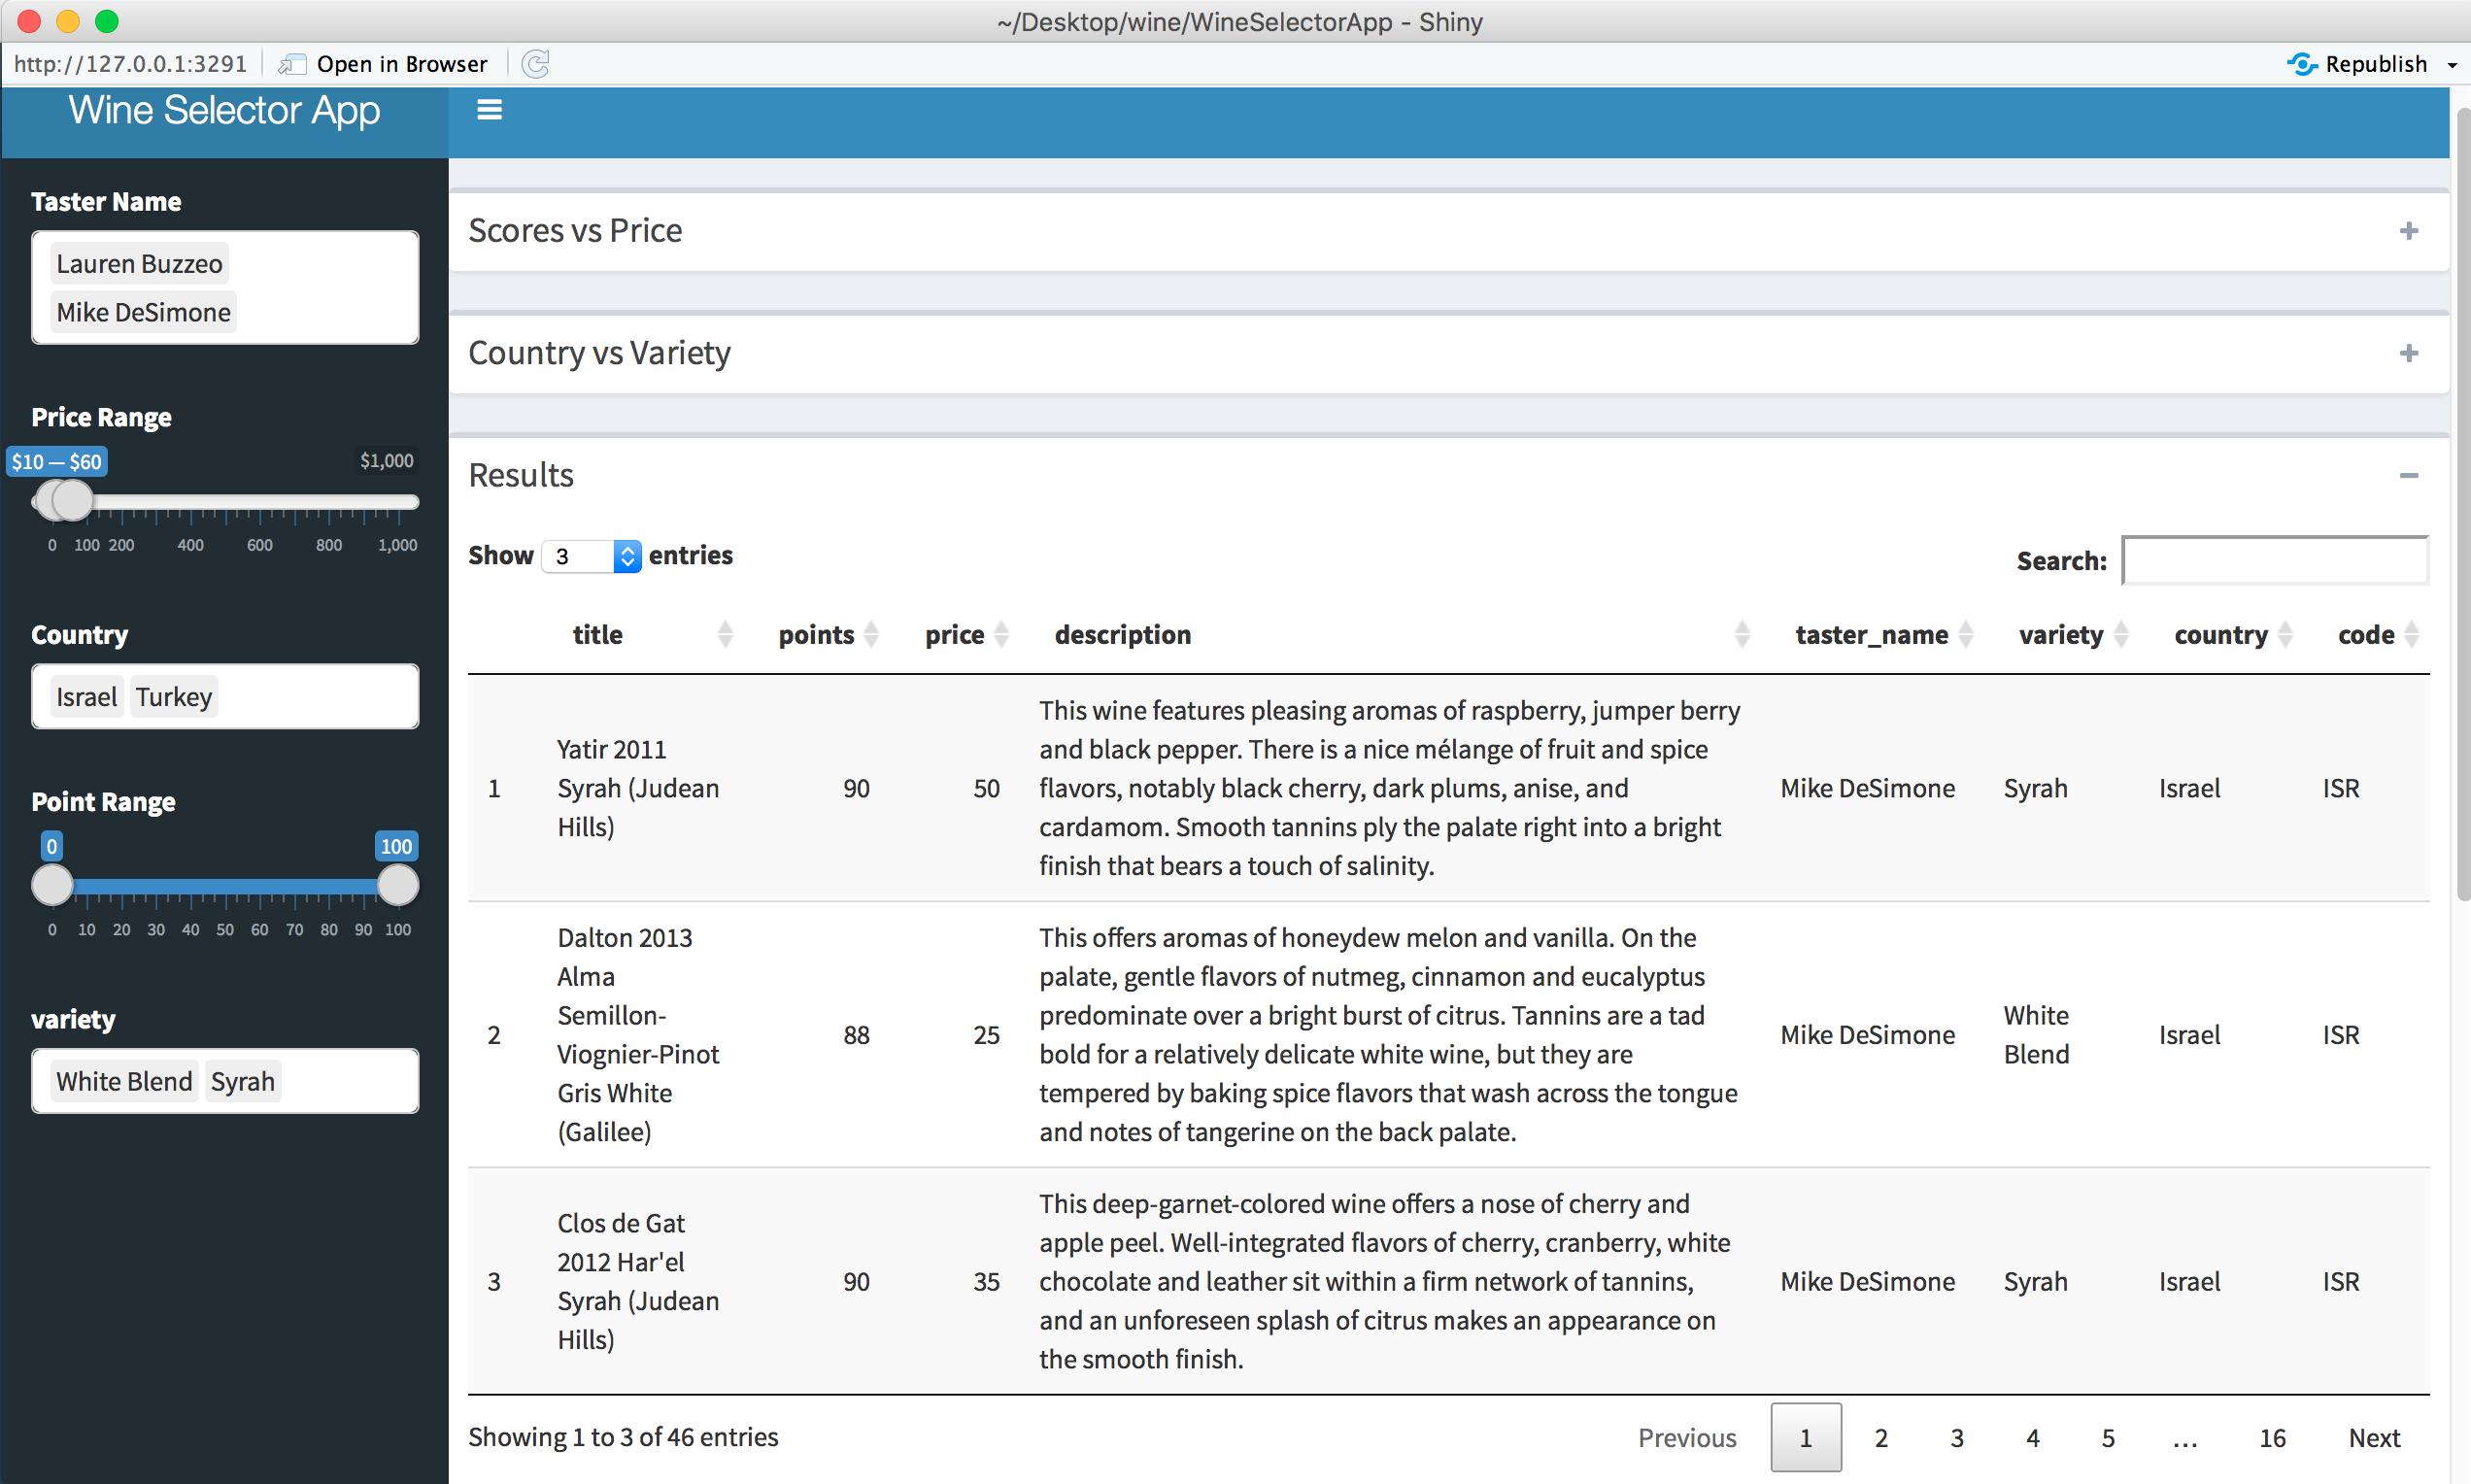 ~/Desktop/wine/WineSelectorApp - Shiny
http://127.0.0.1:3291 Open in Browser Republish
Wine Selector App
Taster Name
Lauren Buzzeo
Mike DeSimone
Price Range
$10 — $60 $1,000
0 100 200 400 600 800 1,000
Country
Israel Turkey
Point Range
0 100
0 10 20 30 40 50 60 70 80 90 100
variety
White Blend Syrah
Scores vs Price
Country vs Variety
Results
Show 3 entries
Search:
title points price description taster_name variety country code
1
Yatir 2011
Syrah (Judean
Hills)
90
50
This wine features pleasing aromas of raspberry, jumper berry
and black pepper. There is a nice mélange of fruit and spice
flavors, notably black cherry, dark plums, anise, and
cardamom. Smooth tannins ply the palate right into a bright
finish that bears a touch of salinity.
Mike DeSimone
Syrah
Israel
ISR
2
Dalton 2013
Alma
Semillon-
Viognier-Pinot
Gris White
(Galilee)
88
25
This offers aromas of honeydew melon and vanilla. On the
palate, gentle flavors of nutmeg, cinnamon and eucalyptus
predominate over a bright burst of citrus. Tannins are a tad
bold for a relatively delicate white wine, but they are
tempered by baking spice flavors that wash across the tongue
and notes of tangerine on the back palate.
Mike DeSimone
White
Blend
Israel
ISR
3
Clos de Gat
2012 Har'el
Syrah (Judean
Hills)
90
35
This deep-garnet-colored wine offers a nose of cherry and
apple peel. Well-integrated flavors of cherry, cranberry, white
chocolate and leather sit within a firm network of tannins,
and an unforeseen splash of citrus makes an appearance on
the smooth finish.
Mike DeSimone
Syrah
Israel
ISR
Showing 1 to 3 of 46 entries
Previous 1 2 3 4 5 … 16 Next